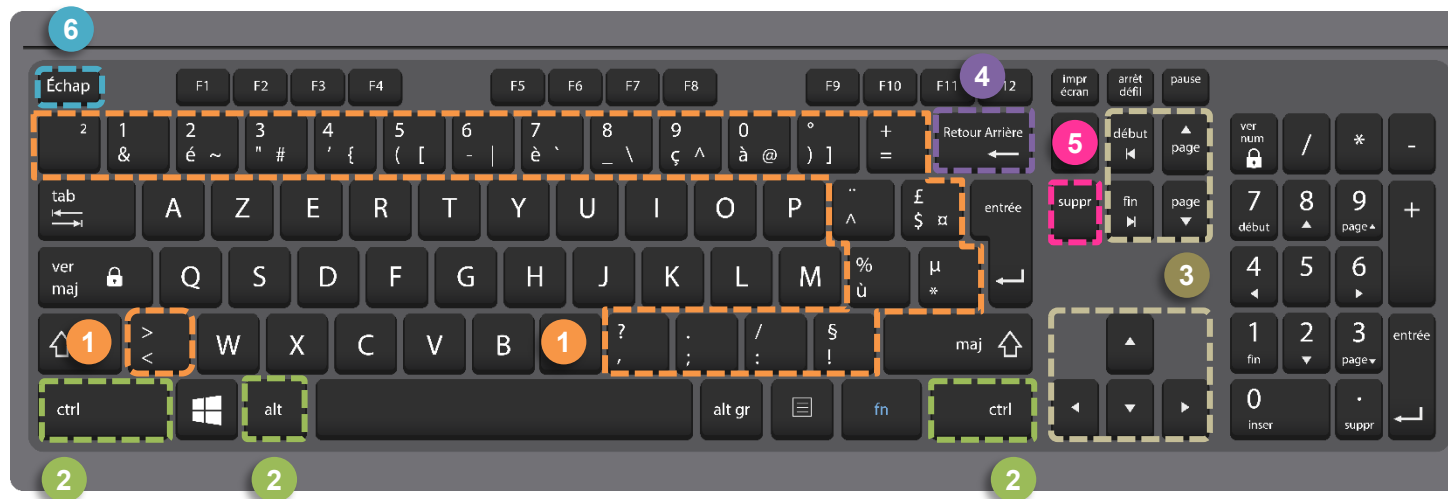 6
Échap F1 F2 F3 F4 F5 F6 F7 F8 F9 F10 F11 4 12 impr écran arrêt défil pause
² 1 & 2 é ~ 3 " # 4 ' { 5 ( [ 6 - | 7 è ` 8 _ \ 9 ç ^ 0 à @ ° ) ] + = Retour Arrière 5 début page ver num / * -
tab A Z E R T Y U I O P ¨ ^ £ $ ¤ entrée suppr fin page 7 début 8 9 page +
ver maj Q S D F G H J K L M % ù µ * 3 4 5 6
1 > < W X C V B 1 ? , . ; / : § ! maj 1 fin 2 3 page entrée
ctrl alt alt gr fn ctrl 0 inser . suppr
2 2 2